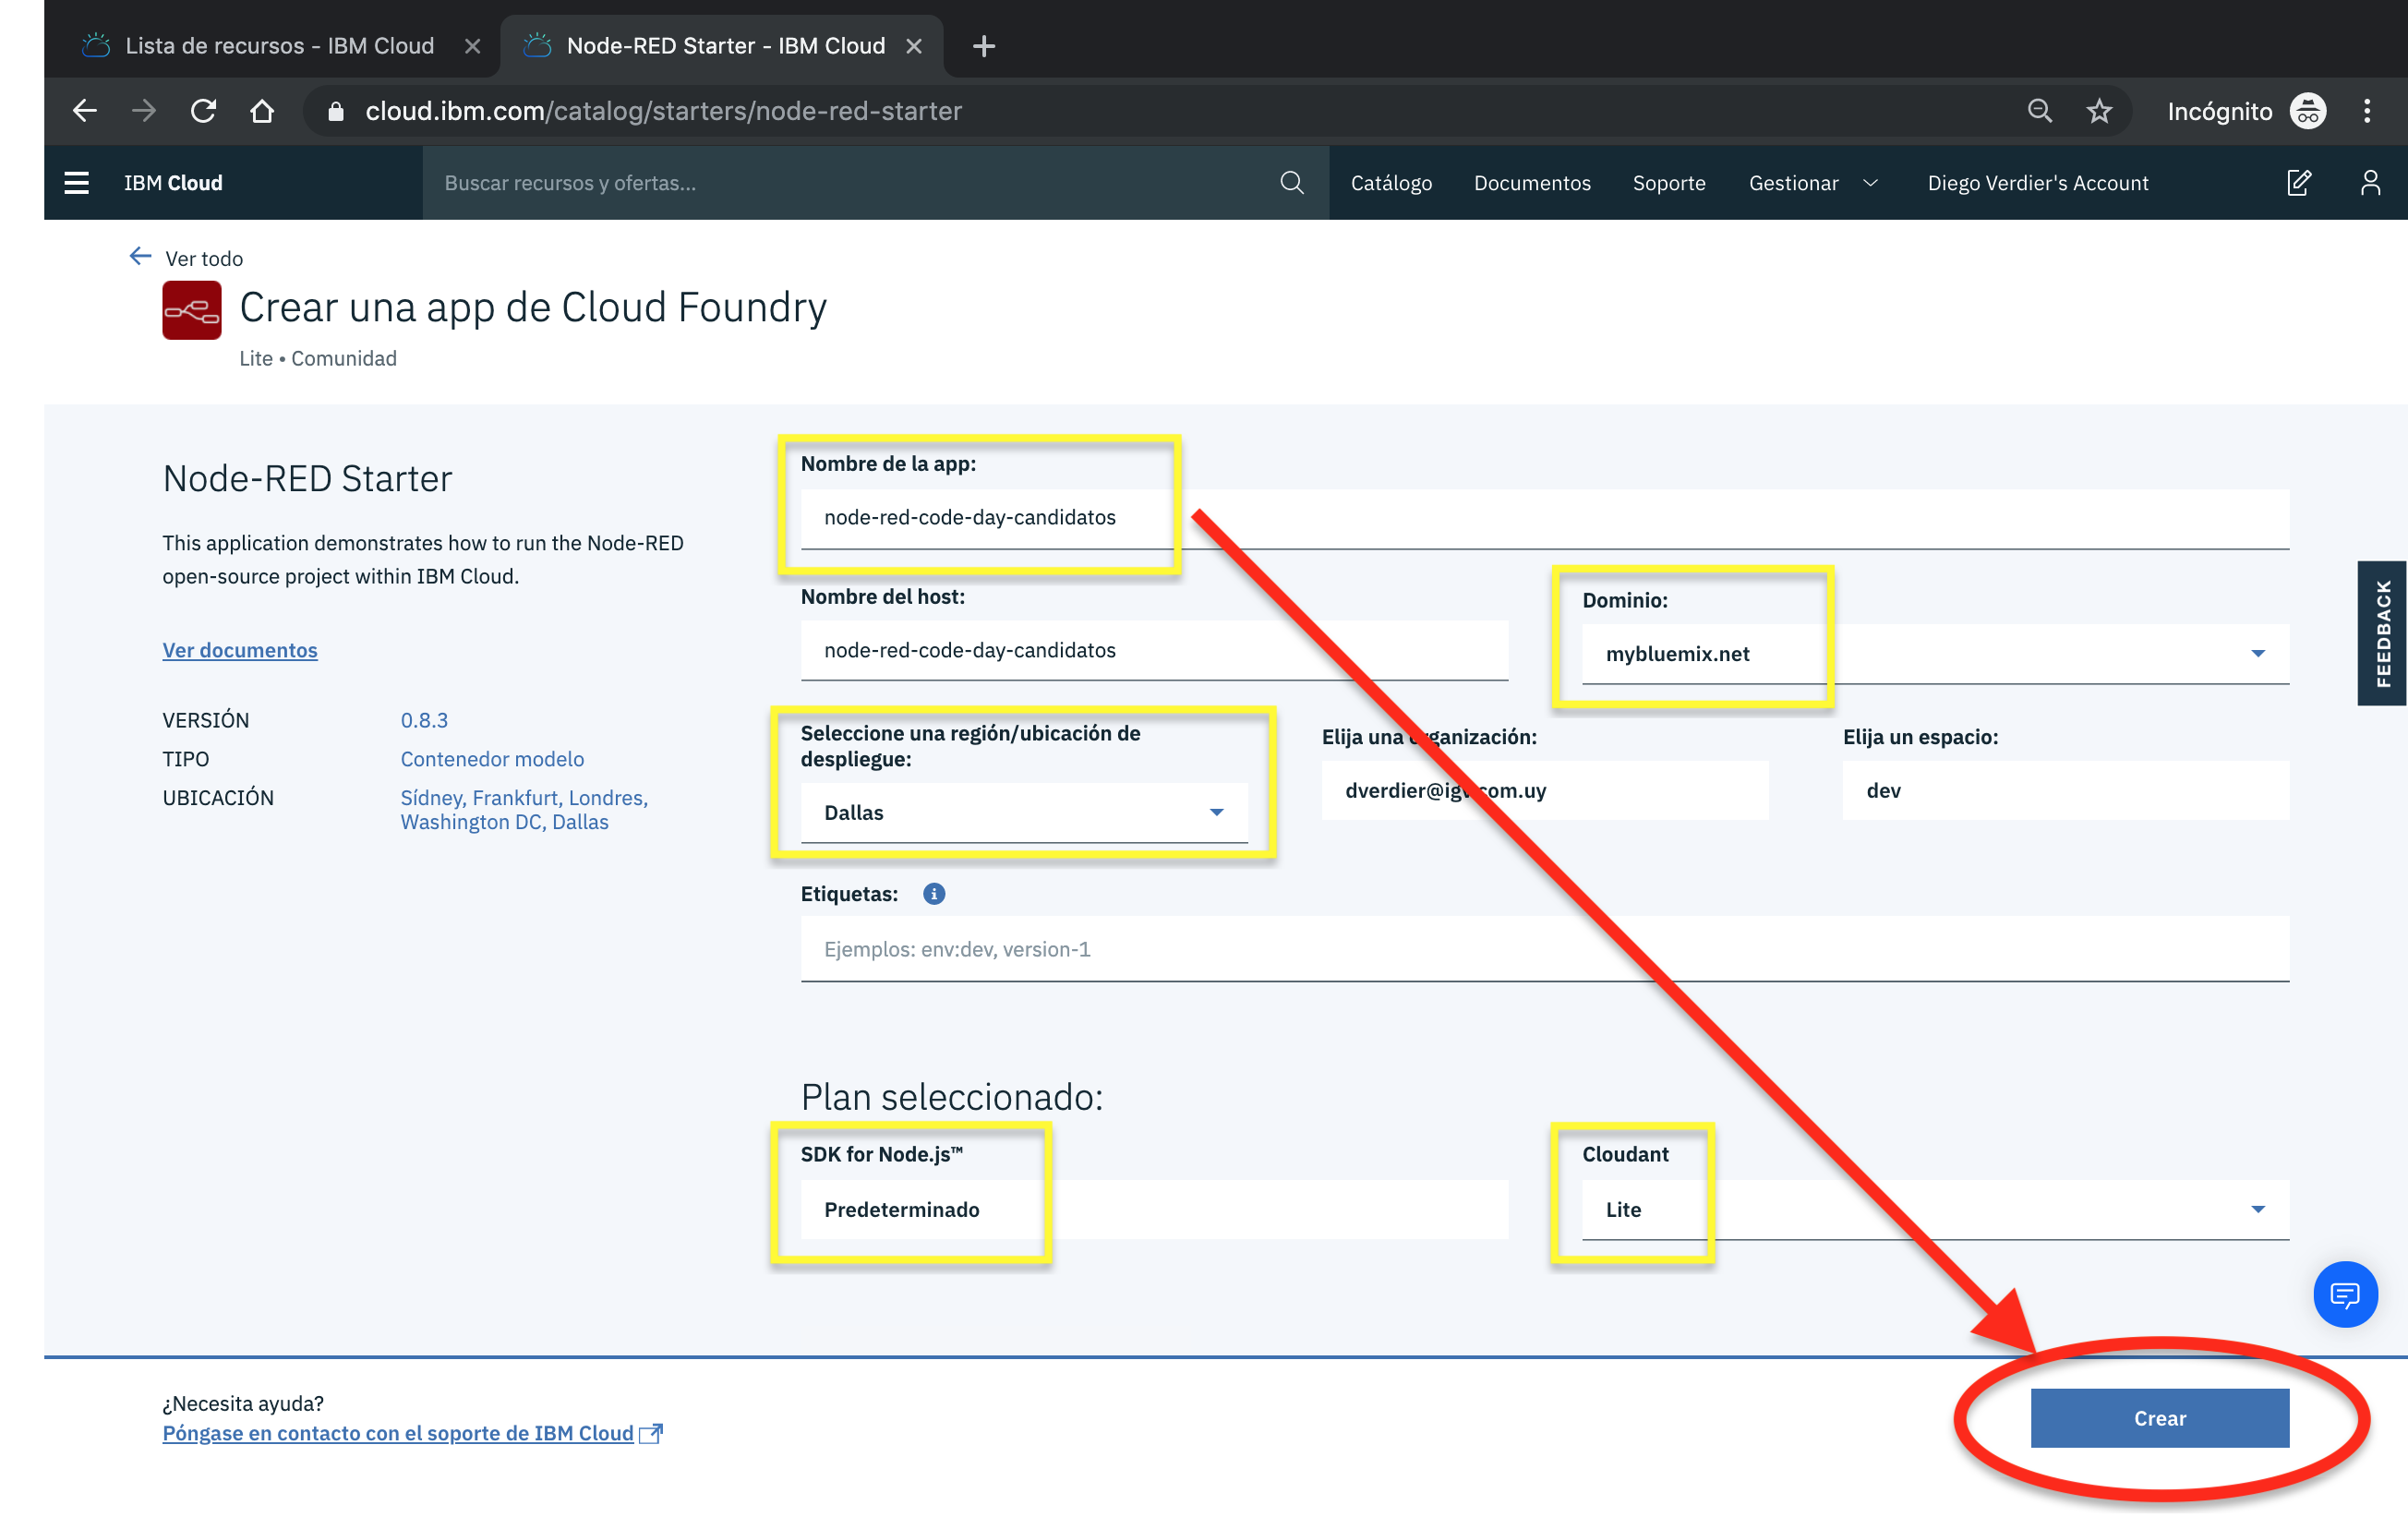 Lista de recursos - IBM Cloud
Node-RED Starter - IBM Cloud
cloud.ibm.com/catalog/starters/node-red-starter
Incógnito
IBM Cloud
Buscar recursos y ofertas...
Catálogo
Documentos
Soporte
Gestionar
Diego Verdier's Account
Ver todo
Crear una app de Cloud Foundry
Lite • Comunidad
Node-RED Starter
This application demonstrates how to run the Node-RED
open-source project within IBM Cloud.
Ver documentos
VERSIÓN 0.8.3
TIPO Contenedor modelo
UBICACIÓN Sídney, Frankfurt, Londres,
Washington DC, Dallas
Nombre de la app:
node-red-code-day-candidatos
Nombre del host:
node-red-code-day-candidatos
Dominio:
mybluemix.net
Seleccione una región/ubicación de
despliegue:
Dallas
Elija una organización:
dverdier@igv.com.uy
Elija un espacio:
dev
Etiquetas:
Ejemplos: env:dev, version-1
Plan seleccionado:
SDK for Node.js™
Predeterminado
Cloudant
Lite
FEEDBACK
¿Necesita ayuda?
Póngase en contacto con el soporte de IBM Cloud
Crear